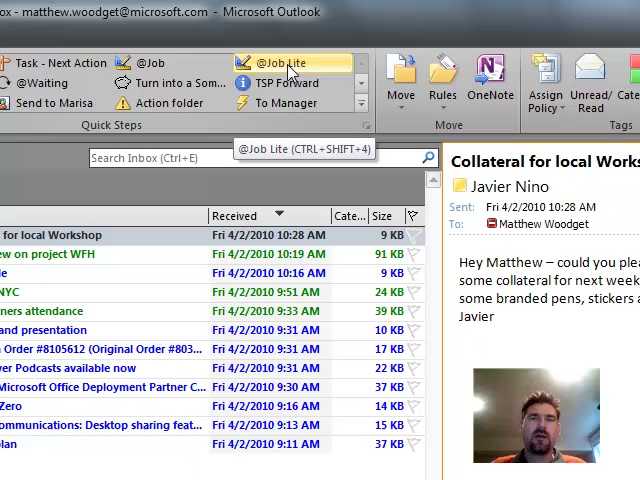 ox - matthew.woodget@microsoft.com - Microsoft Outlook
Task - Next Action @Job @Job Lite
@Waiting Turn into a Som... TSP Forward
Send to Marisa Action folder To Manager
Quick Steps
Move Rules OneNote
Move
Assign Policy Unread/ Read
Tags
@Job Lite (CTRL+SHIFT+4)
Search Inbox (Ctrl+E)
Received Cate... Size
for local Workshop Fri 4/2/2010 10:28 AM 9 KB
ew on project WFH Fri 4/2/2010 10:19 AM 91 KB
le Fri 4/2/2010 10:16 AM 9 KB
NYC Fri 4/2/2010 9:51 AM 24 KB
ners attendance Fri 4/2/2010 9:33 AM 39 KB
and presentation Fri 4/2/2010 9:31 AM 10 KB
n Order #8105612 (Original Order #803... Fri 4/2/2010 9:31 AM 17 KB
ver Podcasts available now Fri 4/2/2010 9:31 AM 22 KB
Microsoft Office Deployment Partner C... Fri 4/2/2010 9:30 AM 37 KB
Zero Fri 4/2/2010 9:16 AM 14 KB
ommunications: Desktop sharing feat... Fri 4/2/2010 9:13 AM 15 KB
plan Fri 4/2/2010 9:11 AM 37 KB
Collateral for local Works
Javier Nino
Sent: Fri 4/2/2010 10:28 AM
To: Matthew Woodget
Hey Matthew – could you plea
some collateral for next week
some branded pens, stickers a
Javier